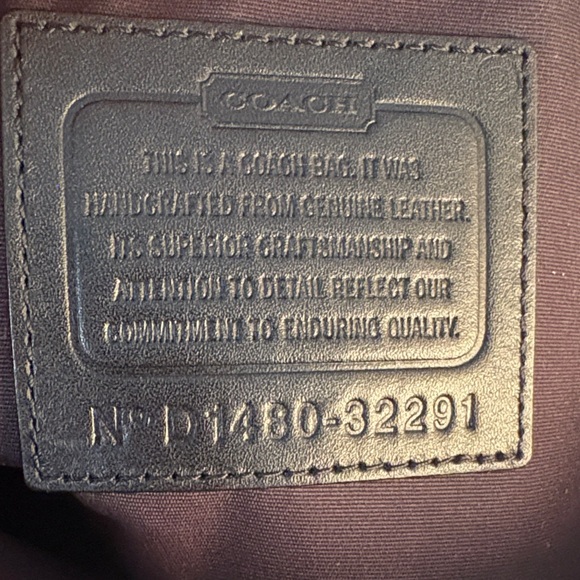 COACH
THIS IS A COACH BAG. IT WAS
HANDCRAFTED FROM GENUINE LEATHER.
ITS SUPERIOR CRAFTSMANSHIP AND
ATTENTION TO DETAIL REFLECT OUR
COMMITMENT TO ENDURING QUALITY.
Nº D1480-32291